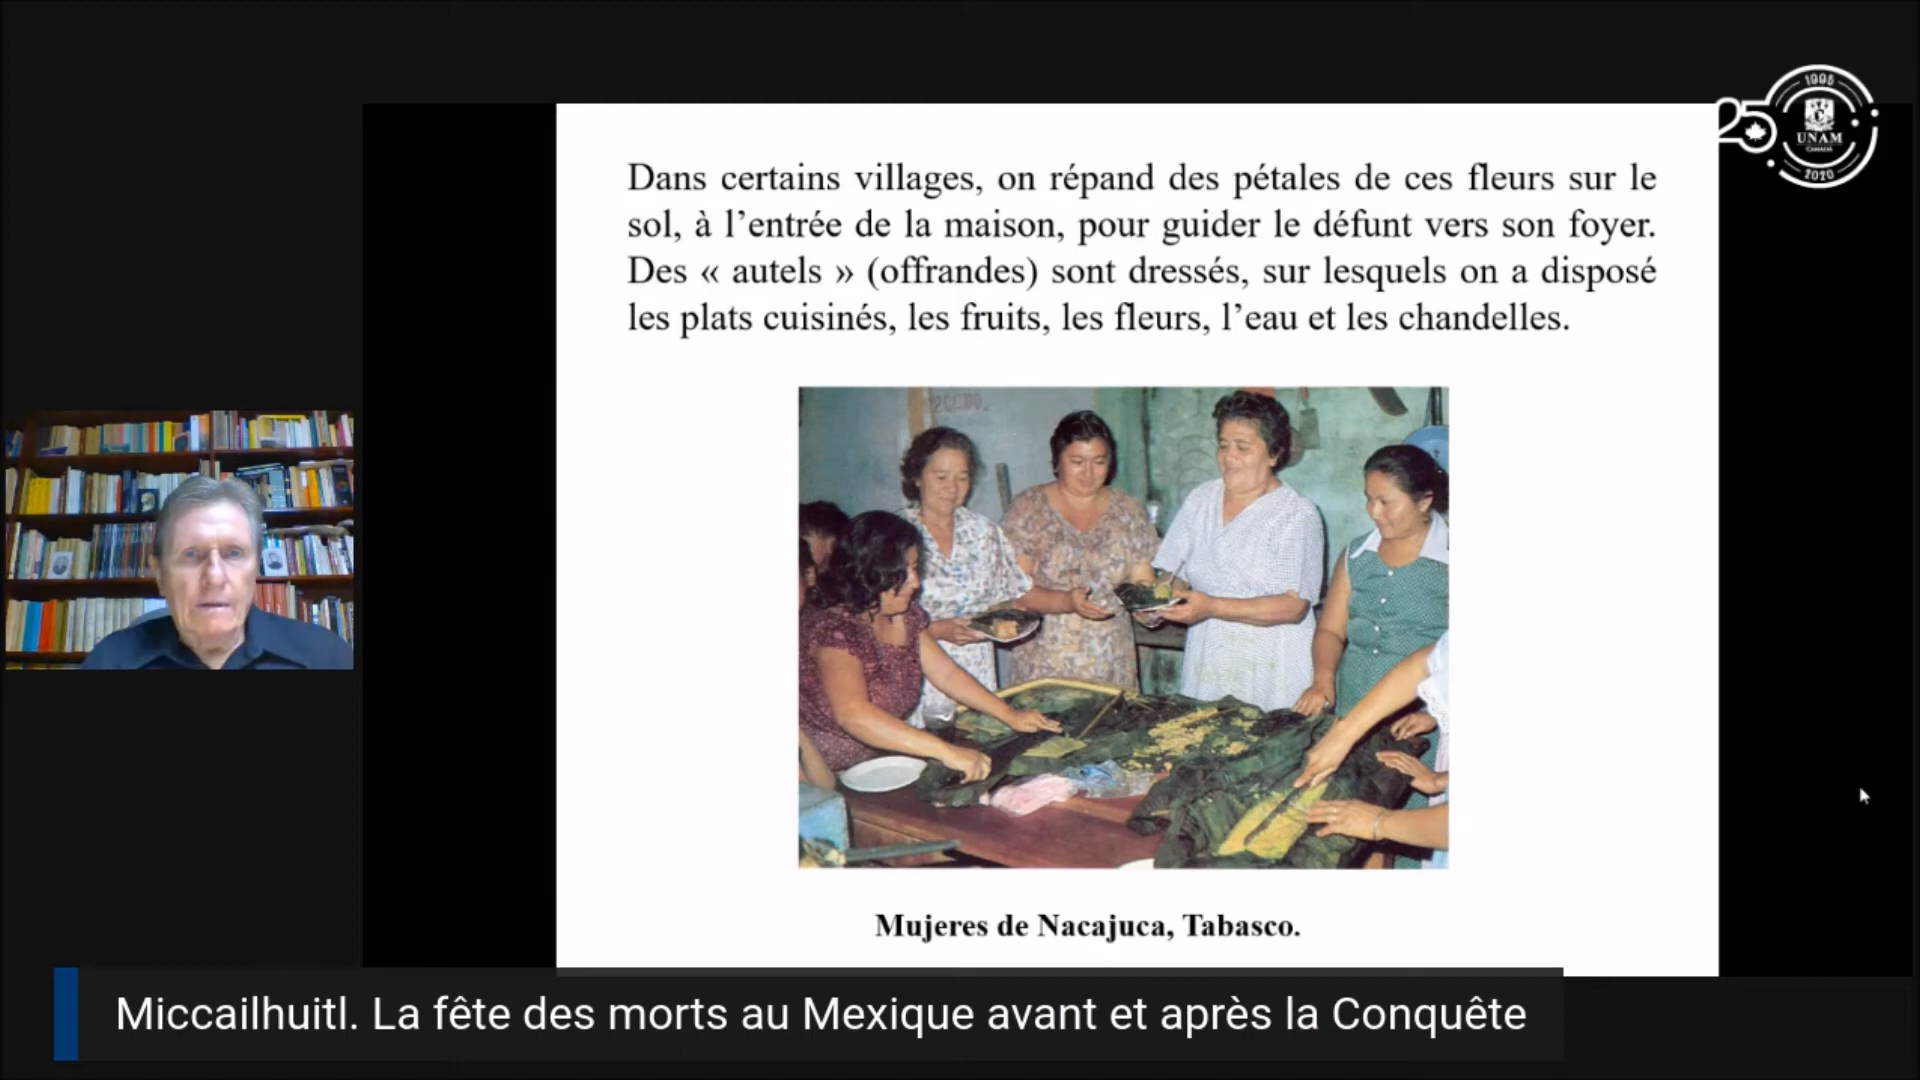 Dans certains villages, on répand des pétales de ces fleurs sur le
sol, à l’entrée de la maison, pour guider le défunt vers son foyer.
Des « autels » (offrandes) sont dressés, sur lesquels on a disposé
les plats cuisinés, les fruits, les fleurs, l’eau et les chandelles.
Mujeres de Nacajuca, Tabasco.
Miccailhuitl. La fête des morts au Mexique avant et après la Conquête
25
1995
UNAM
CANADÁ
2020